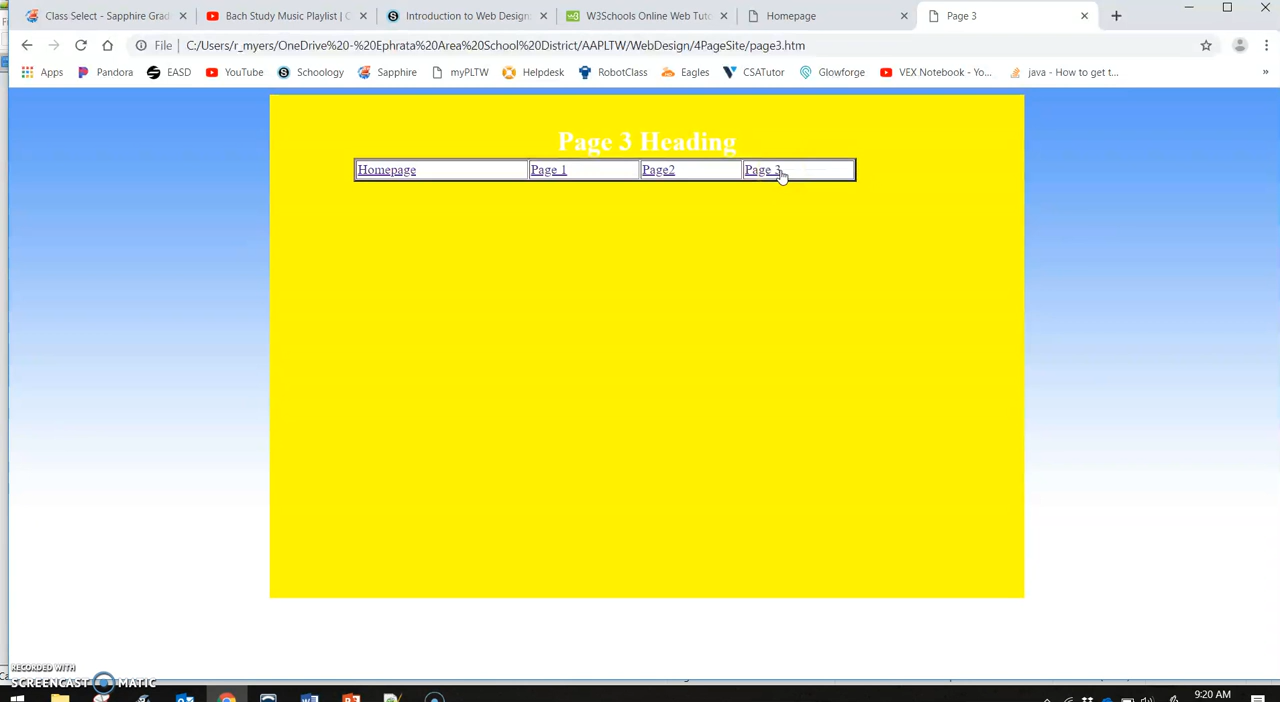 Class Select - Sapphire Grad
Bach Study Music Playlist | C
Introduction to Web Design
W3Schools Online Web Tut
Homepage
Page 3
File
C:/Users/r_myers/OneDrive%20-%20Ephrata%20Area%20School%20District/AAPLTW/WebDesign/4PageSite/page3.htm
Apps
Pandora
EASD
YouTube
Schoology
Sapphire
myPLTW
Helpdesk
RobotClass
Eagles
CSATutor
Glowforge
VEX Notebook - Yo...
java - How to get t...
»
Page 3 Heading
Homepage
Page 1
Page2
Page 3
RECORDED WITH
SCREENCAST MATIC
9:20 AM